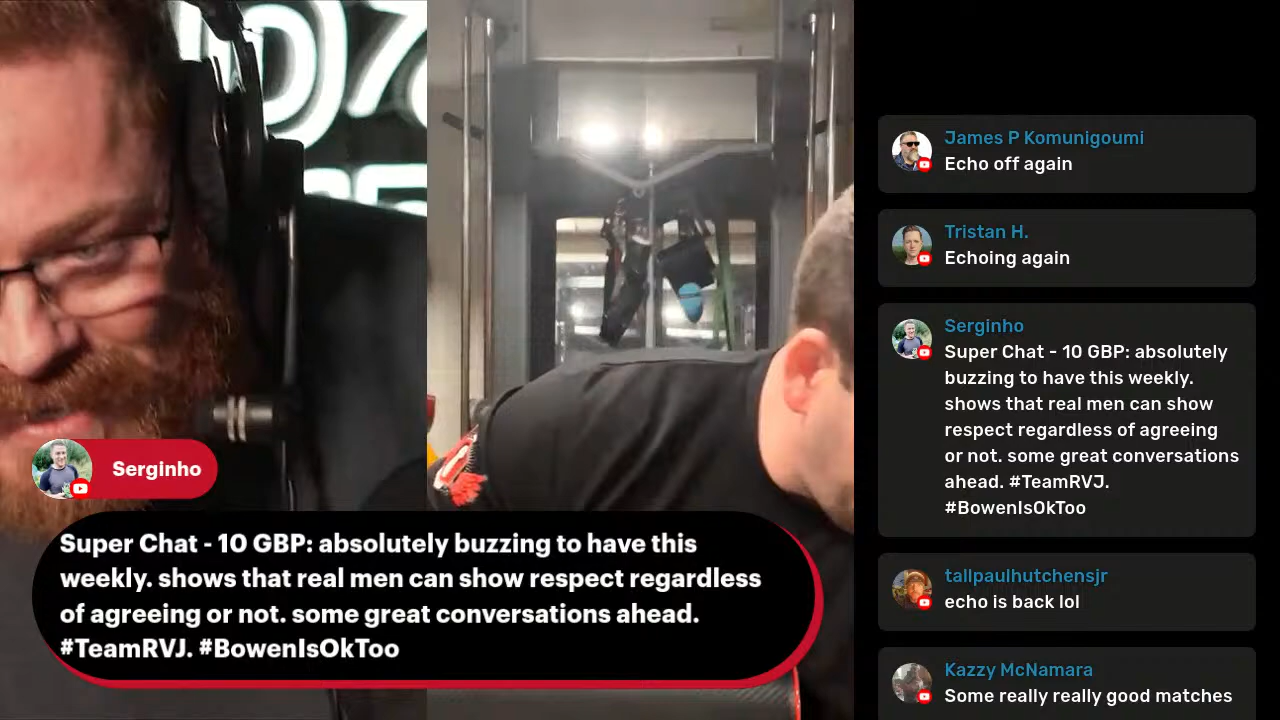 Serginho
Super Chat - 10 GBP: absolutely buzzing to have this
weekly. shows that real men can show respect regardless
of agreeing or not. some great conversations ahead.
#TeamRVJ. #BowenIsOkToo
James P Komunigoumi
Echo off again
Tristan H.
Echoing again
Serginho
Super Chat - 10 GBP: absolutely
buzzing to have this weekly.
shows that real men can show
respect regardless of agreeing
or not. some great conversations
ahead. #TeamRVJ.
#BowenIsOkToo
tallpaulhutchensjr
echo is back lol
Kazzy McNamara
Some really really good matches